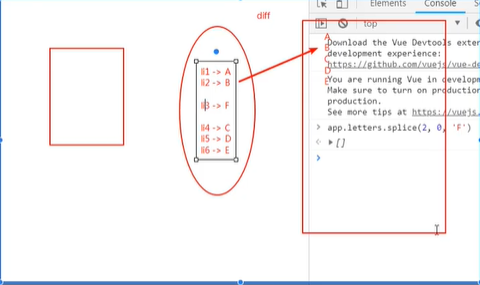 diff
li1 -> A
li2 -> B
li3 -> F
li4 -> C
li5 -> D
li6 -> E
Elements
Console
top
A
B
C
D
E
Download the Vue Devtools exten
development experience:
https://github.com/vuejs/vue-de
You are running Vue in developm
Make sure to turn on production
production.
See more tips at https://vuejs.
> app.letters.splice(2, 0, 'F')
[]